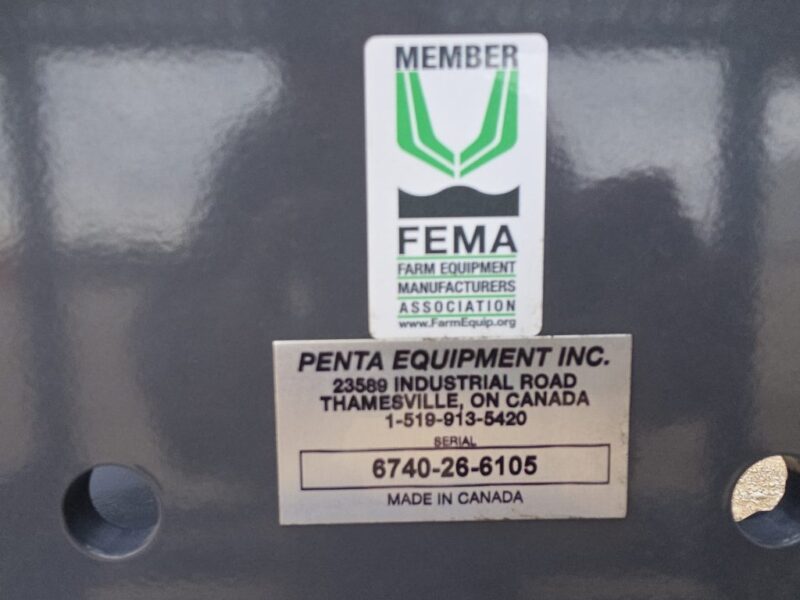 MEMBER
FEMA
FARM EQUIPMENT
MANUFACTURERS
ASSOCIATION
www.FarmEquip.org
PENTA EQUIPMENT INC.
23589 INDUSTRIAL ROAD
THAMESVILLE, ON CANADA
1-519-913-5420
SERIAL
6740-26-6105
MADE IN CANADA